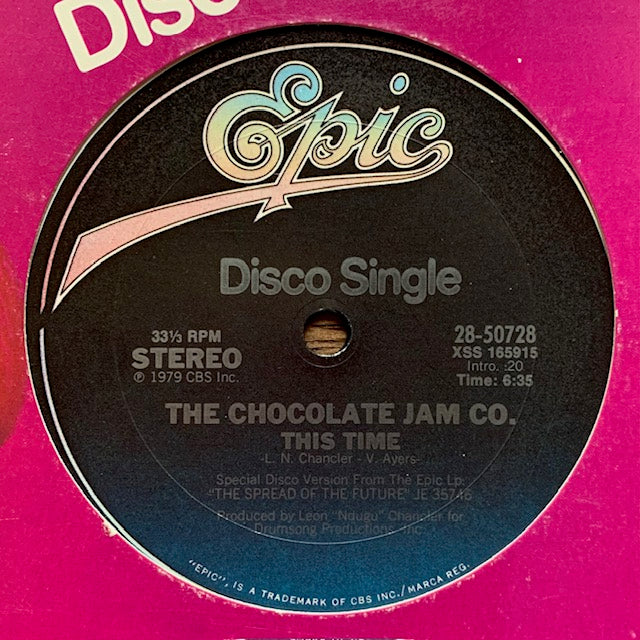 Disc
Epic
Disco Single
33⅓ RPM
STEREO
℗ 1979 CBS Inc.
28-50728
XSS 165915
Intro. :20
Time: 6:35
THE CHOCOLATE JAM CO.
THIS TIME
-L. N. Chancler - V. Ayers-
Special Disco Version From The Epic Lp:
"THE SPREAD OF THE FUTURE" JE 35746
Produced by Leon "Ndugu" Chancler for
Drumsong Productions, Inc.
"EPIC", IS A TRADEMARK OF CBS INC./MARCA REG.